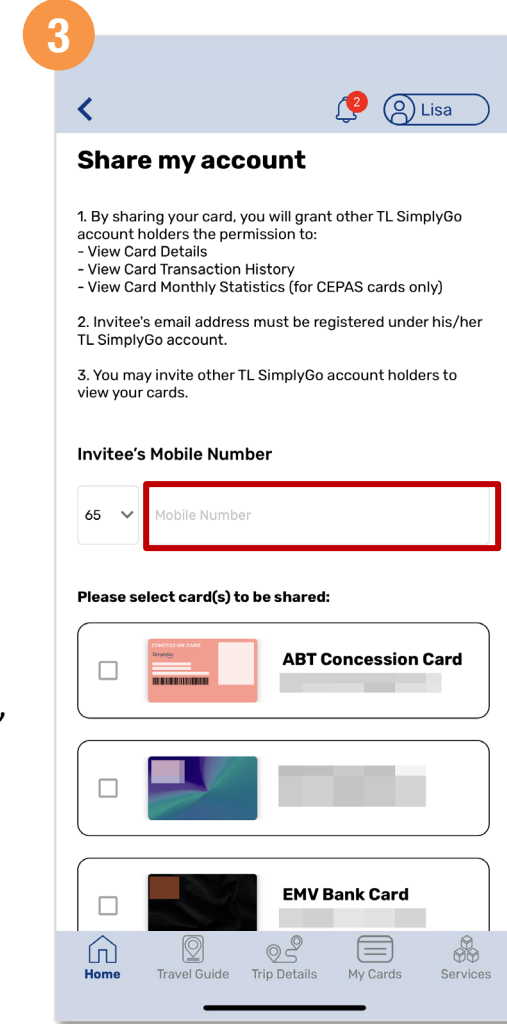 3
2
Lisa
Share my account
1. By sharing your card, you will grant other TL SimplyGo
account holders the permission to:
- View Card Details
- View Card Transaction History
- View Card Monthly Statistics (for CEPAS cards only)
2. Invitee's email address must be registered under his/her
TL SimplyGo account.
3. You may invite other TL SimplyGo account holders to
view your cards.
Invitee’s Mobile Number
65
Mobile Number
Please select card(s) to be shared:
CONCESSION CARD
SimplyGo
ABT Concession Card
,
EMV Bank Card
Home
Travel Guide
Trip Details
My Cards
Services